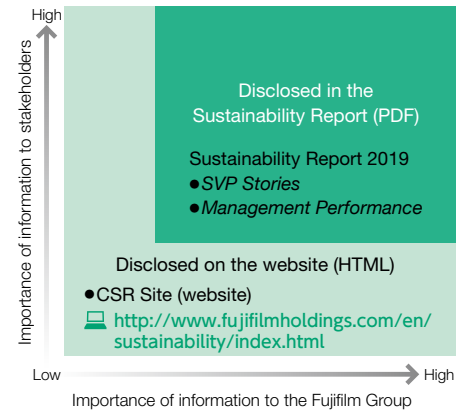 High
Importance of information to stakeholders
Disclosed in the
Sustainability Report (PDF)
Sustainability Report 2019
●SVP Stories
●Management Performance
Disclosed on the website (HTML)
●CSR Site (website)
http://www.fujifilmholdings.com/en/
sustainability/index.html
Low
High
Importance of information to the Fujifilm Group